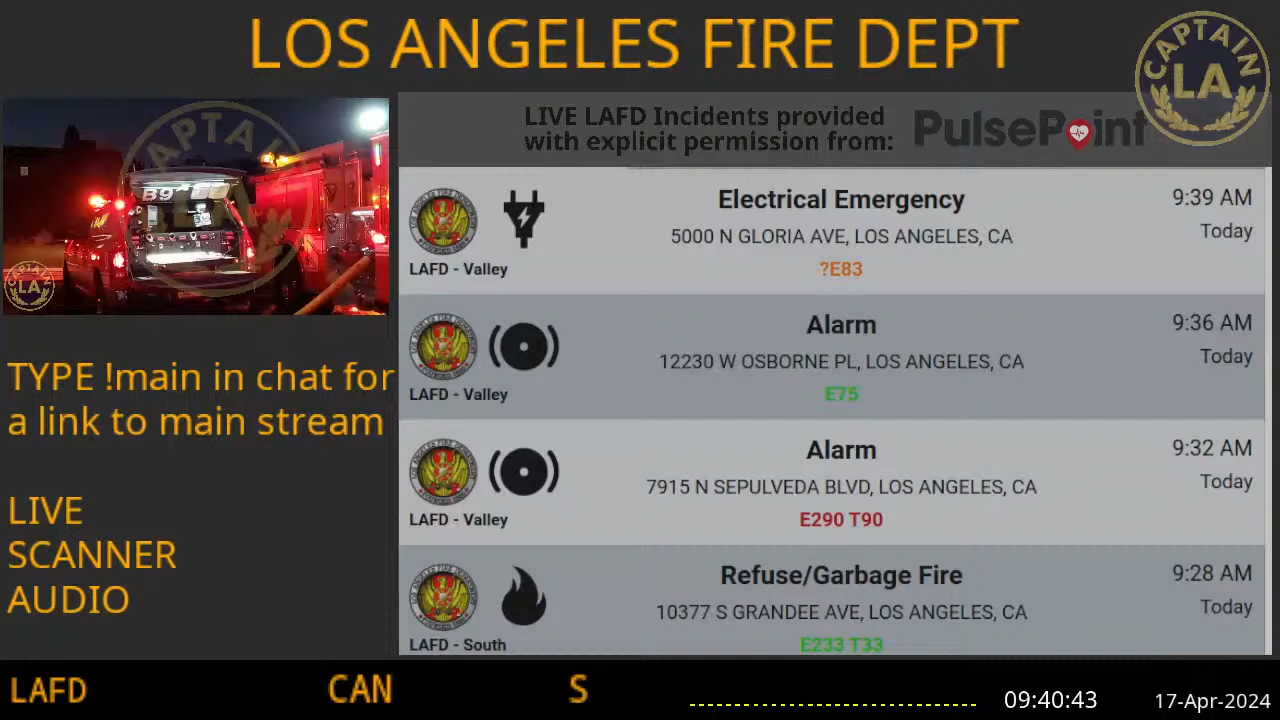 LOS ANGELES FIRE DEPT
CAPTAIN
LA
LIVE LAFD Incidents provided
with explicit permission from:
PulsePoint
B9
CAPTAIN
LA
CAPTAIN
LA
Electrical Emergency
9:39 AM
5000 N GLORIA AVE, LOS ANGELES, CA
Today
LAFD - Valley
?E83
Alarm
9:36 AM
12230 W OSBORNE PL, LOS ANGELES, CA
Today
LAFD - Valley
E75
Alarm
9:32 AM
7915 N SEPULVEDA BLVD, LOS ANGELES, CA
Today
LAFD - Valley
E290 T90
Refuse/Garbage Fire
9:28 AM
10377 S GRANDEE AVE, LOS ANGELES, CA
Today
LAFD - South
E233 T33
TYPE !main in chat for
a link to main stream
LIVE
SCANNER
AUDIO
LAFD CAN S
09:40:43 17-Apr-2024